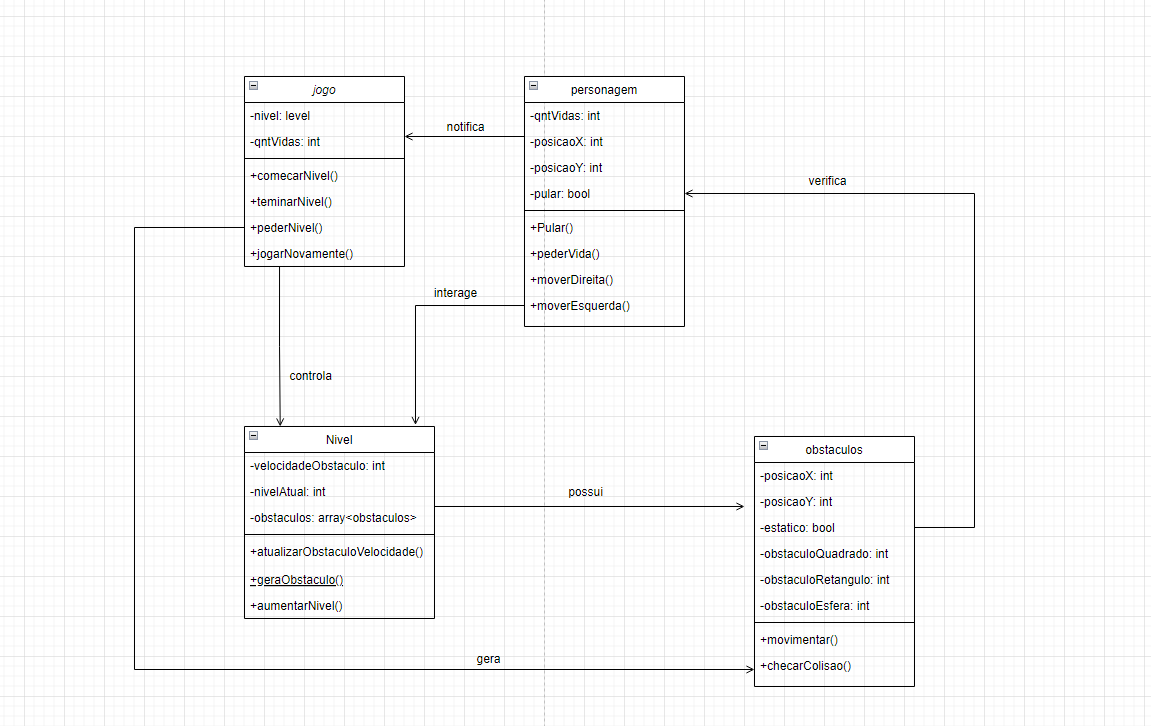 jogo
-nivel: level
-qntVidas: int
+comecarNivel()
+teminarNivel()
+pederNivel()
+jogarNovamente()
notifica
personagem
-qntVidas: int
-posicaoX: int
-posicaoY: int
-pular: bool
+Pular()
+pederVida()
+moverDireita()
+moverEsquerda()
verifica
interage
controla
Nivel
-velocidadeObstaculo: int
-nivelAtual: int
-obstaculos: array<obstaculos>
+atualizarObstaculoVelocidade()
+geraObstaculo()
+aumentarNivel()
possui
obstaculos
-posicaoX: int
-posicaoY: int
-estatico: bool
-obstaculoQuadrado: int
-obstaculoRetangulo: int
-obstaculoEsfera: int
+movimentar()
+checarColisao()
gera